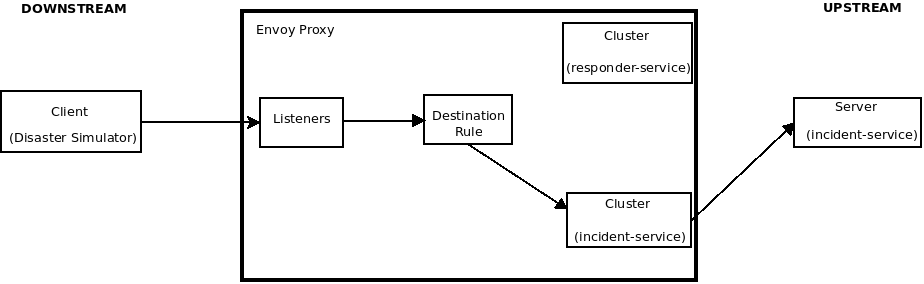 DOWNSTREAM
UPSTREAM
Envoy Proxy
Cluster
(responder-service)
Client
(Disaster Simulator)
Listeners
Destination
Rule
Server
(incident-service)
Cluster
(incident-service)